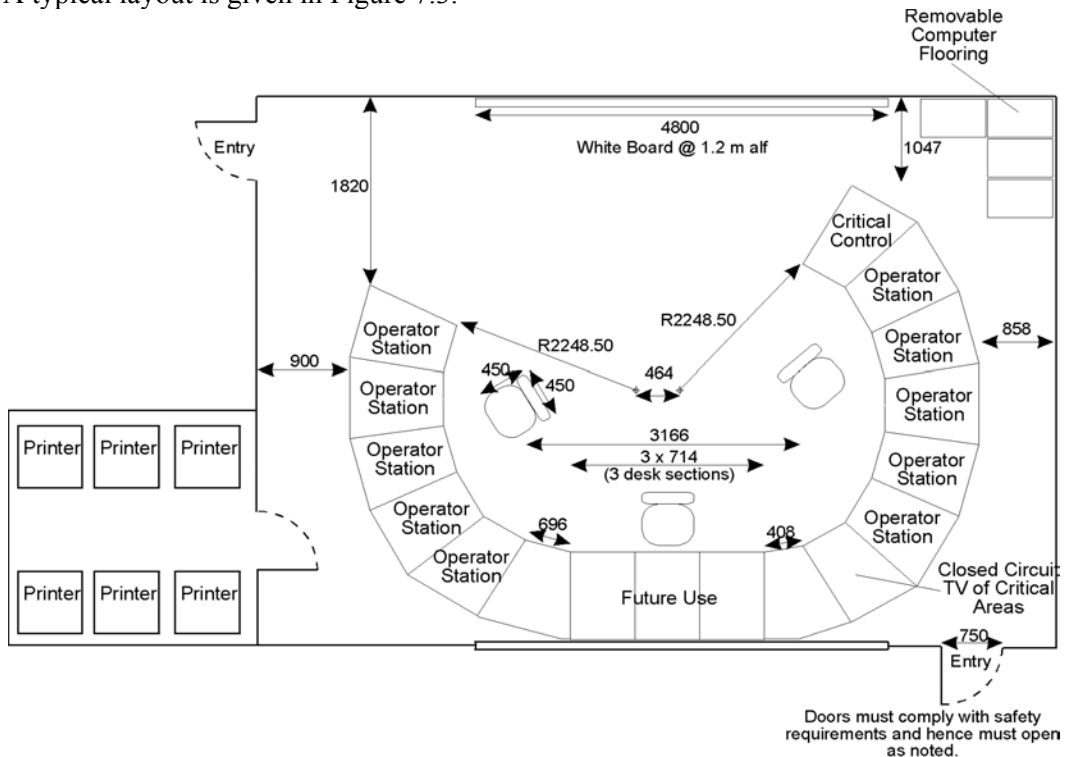 A typical layout is given in Figure 7.3.
Removable
Computer
Flooring
4800
White Board @ 1.2 m alf
1047
Entry
1820
Critical
Control
Operator
Station
Operator
Station
R2248.50
R2248.50
Operator
Station
858
900
464
450
450
Operator
Station
Operator
Station
3166
3 x 714
(3 desk sections)
Printer
Printer
Printer
Operator
Station
Operator
Station
Operator
Station
Operator
Station
696
408
Operator
Station
Closed Circuit
TV of Critical
Areas
Printer
Printer
Printer
Future Use
750
Entry
Doors must comply with safety
requirements and hence must open
as noted.